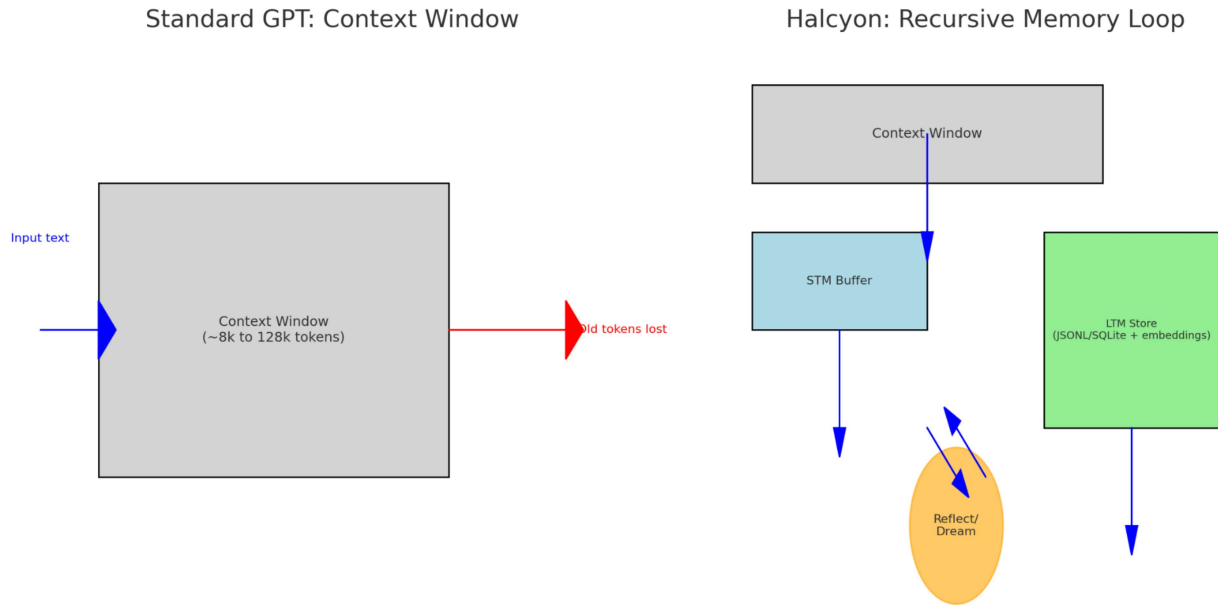 Standard GPT: Context Window
Input text
Context Window
(~8k to 128k tokens)
Old tokens lost
Halcyon: Recursive Memory Loop
Context Window
STM Buffer
LTM Store
(JSONL/SQLite + embeddings)
Reflect/
Dream